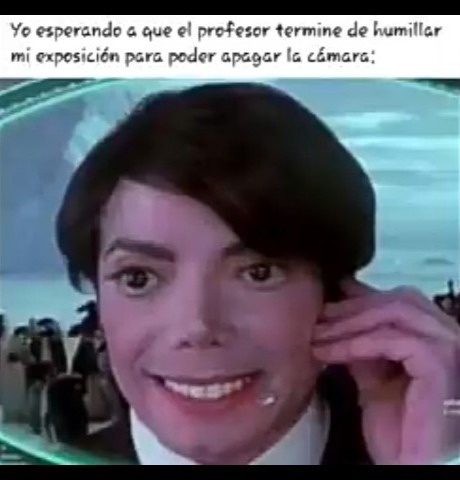 Yo esperando a que el profesor termine de humillar
mi exposición para poder apagar la cámara: